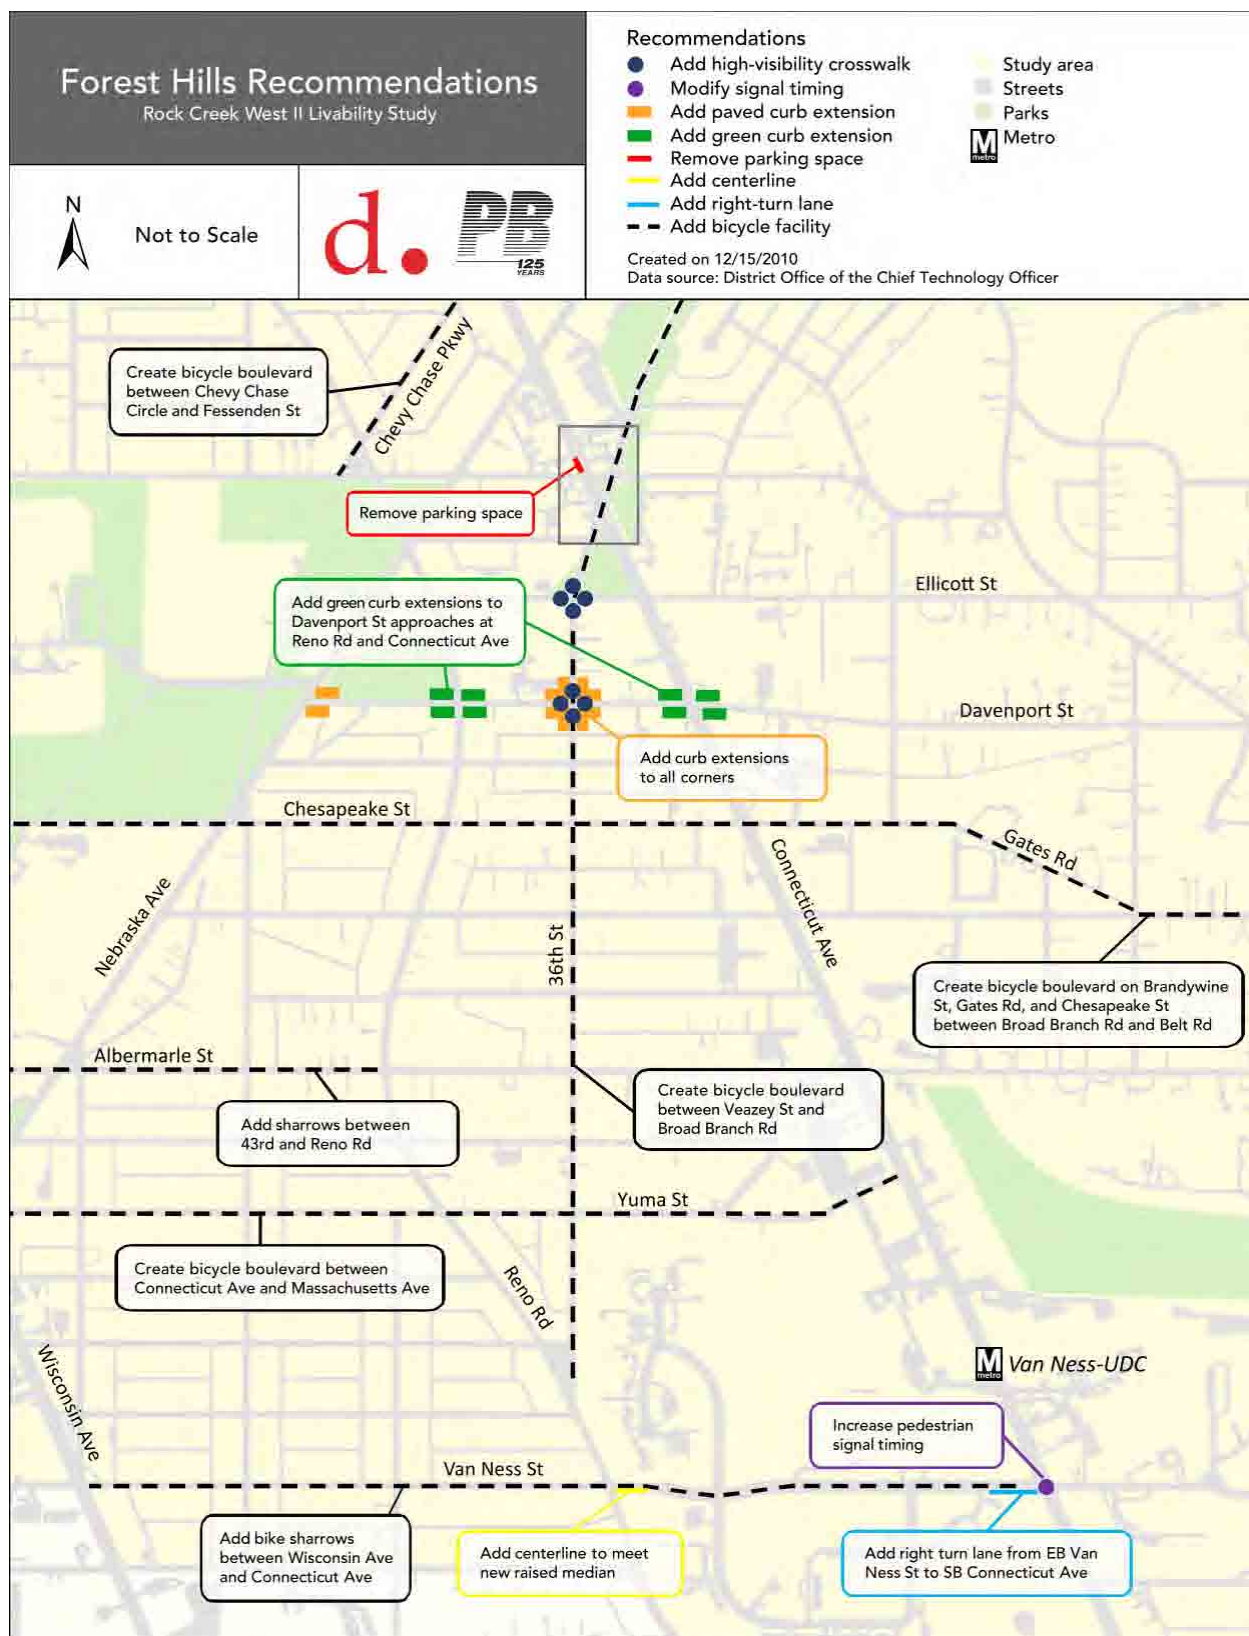 Forest Hills Recommendations
Rock Creek West II Livability Study
N
Not to Scale
d.
PB
125
YEARS
Recommendations
Add high-visibility crosswalk
Modify signal timing
Add paved curb extension
Add green curb extension
Remove parking space
Add centerline
Add right-turn lane
Add bicycle facility
Study area
Streets
Parks
M
metro
Metro
Created on 12/15/2010
Data source: District Office of the Chief Technology Officer
Chevy Chase Pkwy
Create bicycle boulevard
between Chevy Chase
Circle and Fessenden St
Remove parking space
Ellicott St
Add green curb extensions to
Davenport St approaches at
Reno Rd and Connecticut Ave
Davenport St
Add curb extensions
to all corners
Chesapeake St
Gates Rd
Connecticut Ave
Nebraska Ave
36th St
Create bicycle boulevard on Brandywine
St, Gates Rd, and Chesapeake St
between Broad Branch Rd and Belt Rd
Albermarle St
Create bicycle boulevard
between Veazey St and
Broad Branch Rd
Add sharrows between
43rd and Reno Rd
Yuma St
Create bicycle boulevard between
Connecticut Ave and Massachusetts Ave
Reno Rd
Wisconsin Ave
M
metro
Van Ness-UDC
Increase pedestrian
signal timing
Van Ness St
Add bike sharrows
between Wisconsin Ave
and Connecticut Ave
Add centerline to meet
new raised median
Add right turn lane from EB Van
Ness St to SB Connecticut Ave